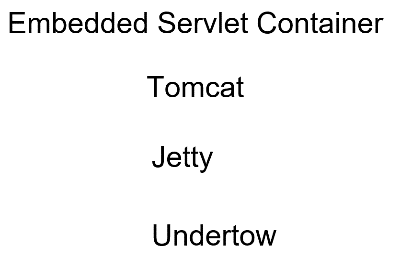 Embedded Servlet Container
Tomcat
Jetty
Undertow